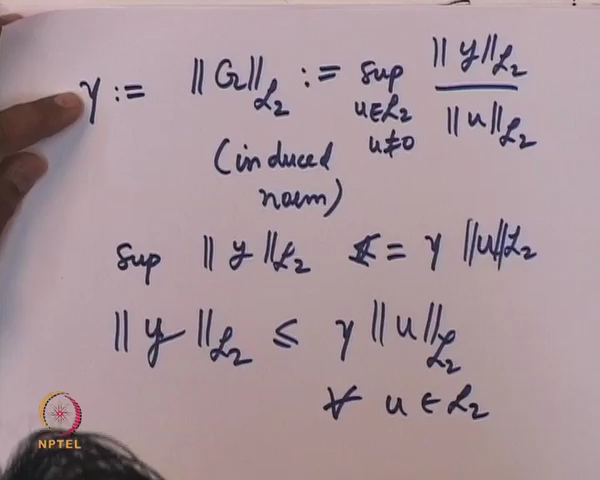 γ := ||G||ℒ₂ := sup ||y||ℒ₂ / ||u||ℒ₂
u∈ℒ₂
u≠0
(induced
norm)
sup ||y||ℒ₂ = γ ||u||ℒ₂
||y||ℒ₂ ≤ γ ||u||ℒ₂
∀ u ∈ ℒ₂
NPTEL